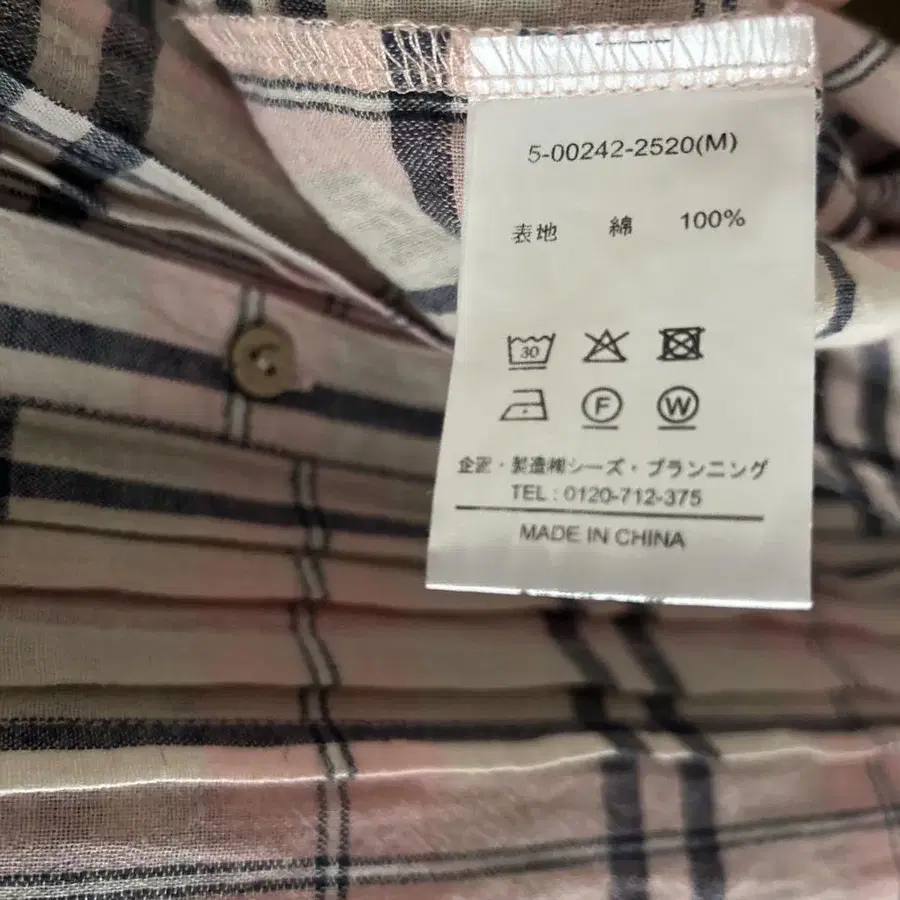 5-00242-2520(M)
表地 綿 100%
30
F W
企画・製造㈱シーズ・プランニング
TEL : 0120-712-375
MADE IN CHINA